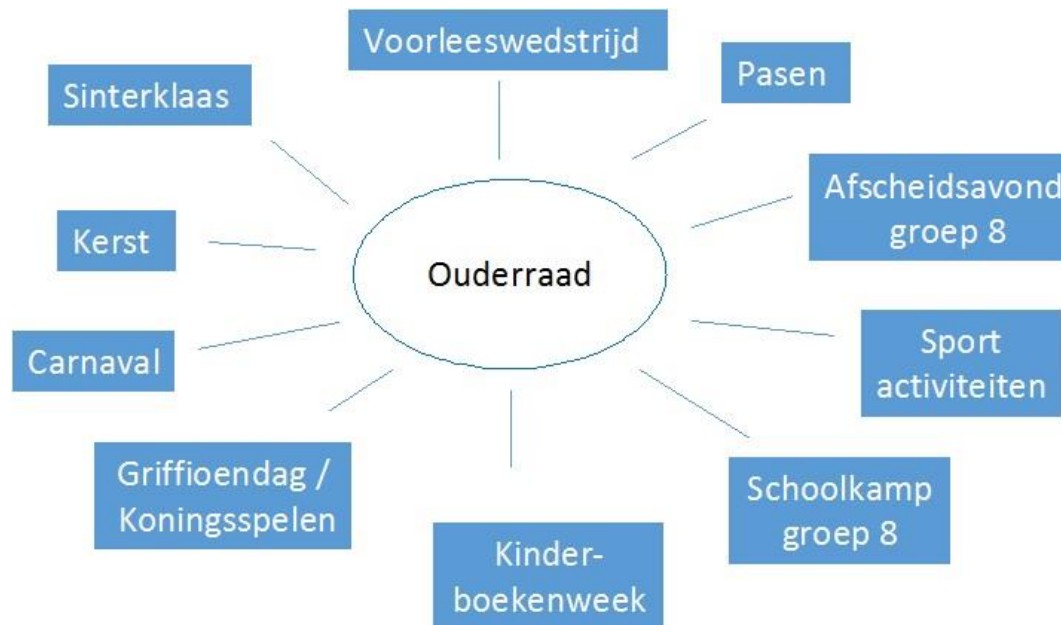 Voorleeswedstrijd
Pasen
Sinterklaas
Afscheidsavond
groep 8
Kerst
Ouderraad
Carnaval
Sport
activiteiten
Griffioendag /
Koningsspelen
Schoolkamp
groep 8
Kinder-
boekenweek